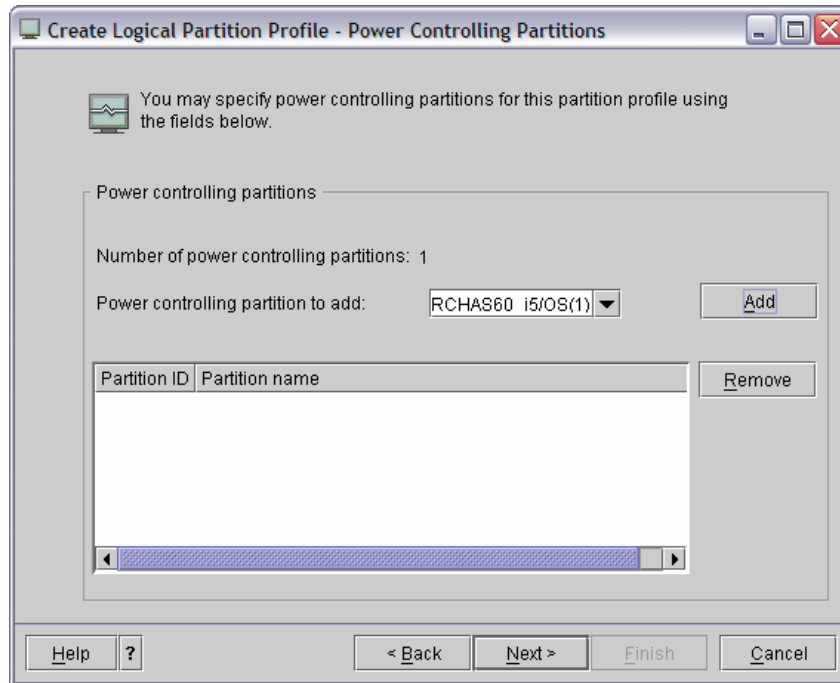 Create Logical Partition Profile - Power Controlling Partitions
You may specify power controlling partitions for this partition profile using
the fields below.
Power controlling partitions
Number of power controlling partitions: 1
Power controlling partition to add: RCHAS60 i5/OS(1) Add
Partition ID Partition name Remove
Help ? < Back Next > Finish Cancel